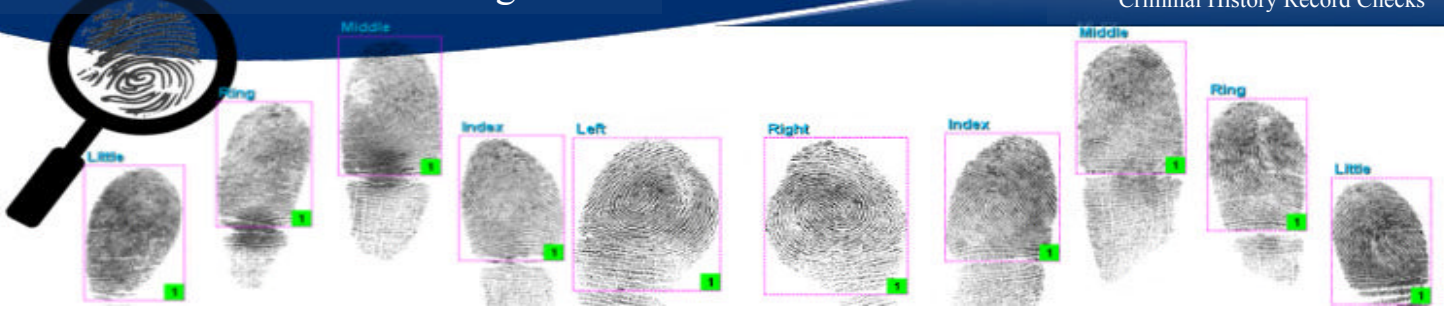 Criminal History Record Checks
Middle
Middle
Ring
Ring
Index
Left
Right
Index
Little
Little
1
1
1
1
1
1
1
1
1
1